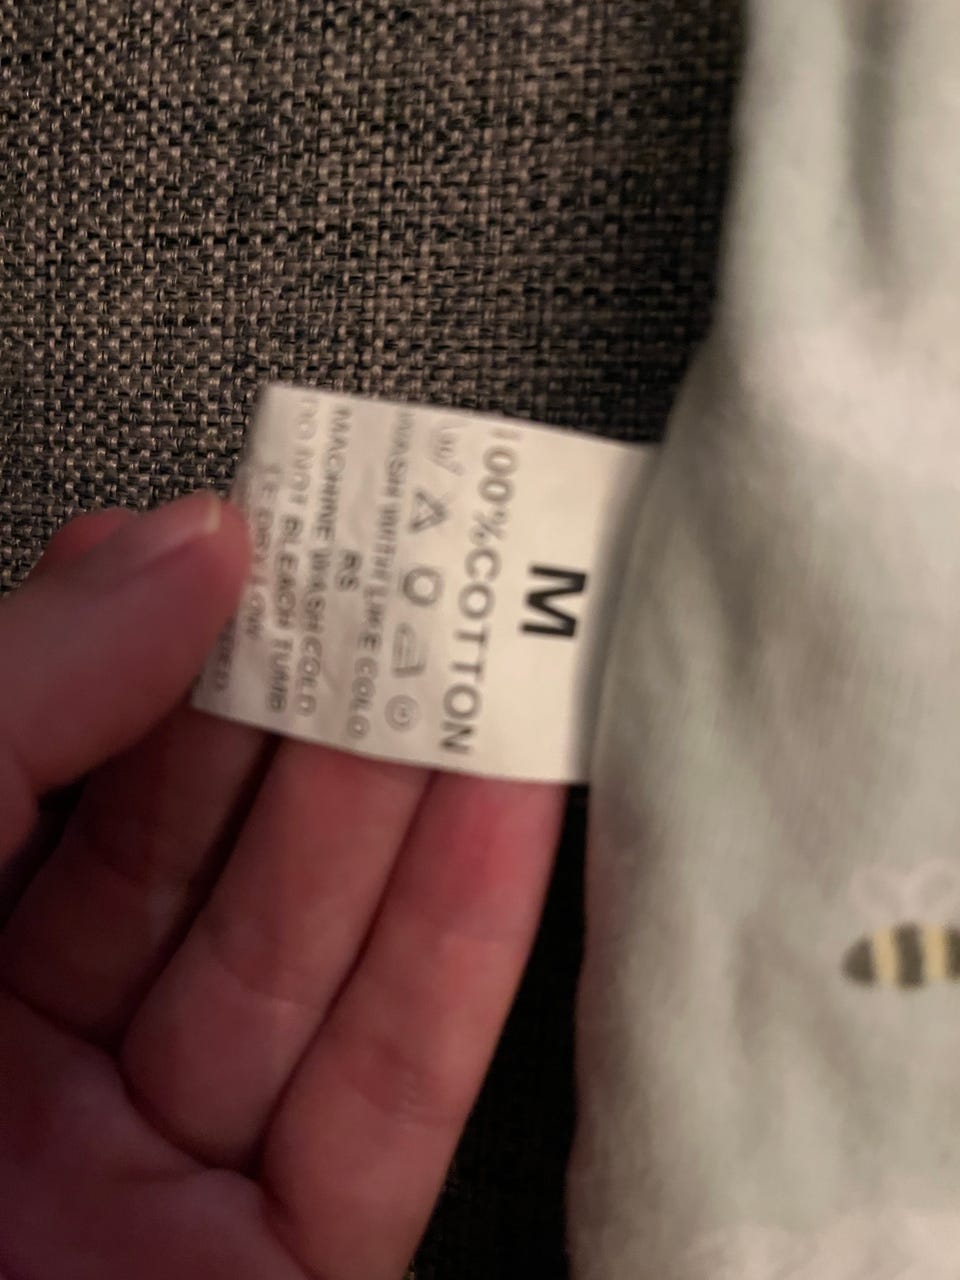 M
100%COTTON
WASH WITH LIKE COLO
RS
MACHINE WASH COLD
DO NOT BLEACH TUMB
LE DRY LOW